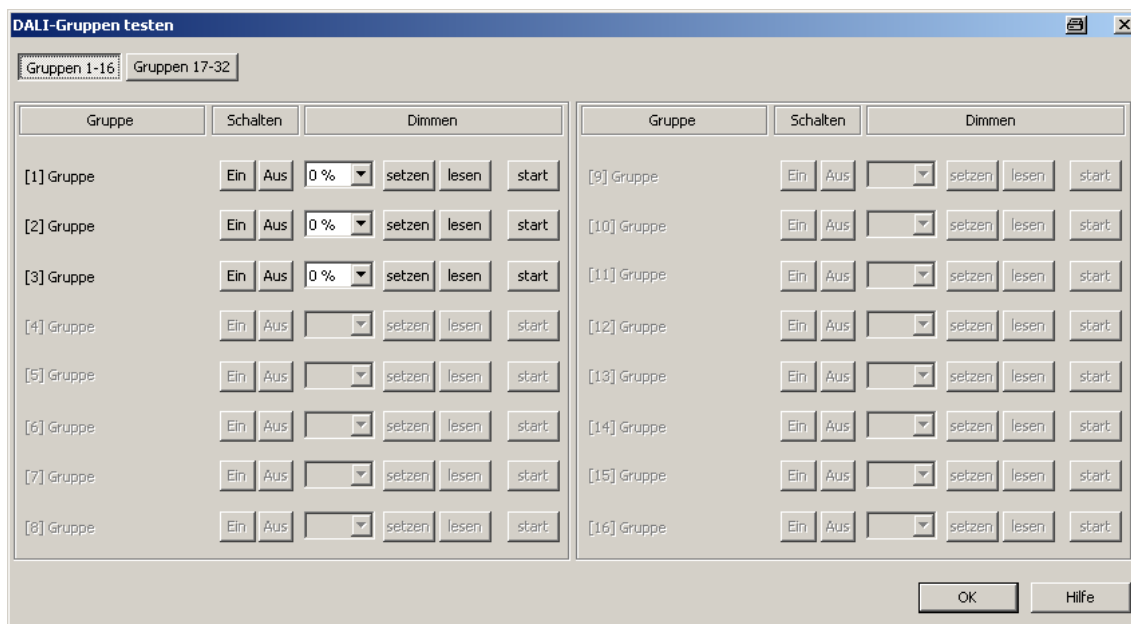 DALI-Gruppen testen
Gruppen 1-16 Gruppen 17-32
Gruppe Schalten Dimmen Gruppe Schalten Dimmen
[1] Gruppe Ein Aus 0 % setzen lesen start [9] Gruppe Ein Aus setzen lesen start
[2] Gruppe Ein Aus 0 % setzen lesen start [10] Gruppe Ein Aus setzen lesen start
[3] Gruppe Ein Aus 0 % setzen lesen start [11] Gruppe Ein Aus setzen lesen start
[4] Gruppe Ein Aus setzen lesen start [12] Gruppe Ein Aus setzen lesen start
[5] Gruppe Ein Aus setzen lesen start [13] Gruppe Ein Aus setzen lesen start
[6] Gruppe Ein Aus setzen lesen start [14] Gruppe Ein Aus setzen lesen start
[7] Gruppe Ein Aus setzen lesen start [15] Gruppe Ein Aus setzen lesen start
[8] Gruppe Ein Aus setzen lesen start [16] Gruppe Ein Aus setzen lesen start
OK Hilfe